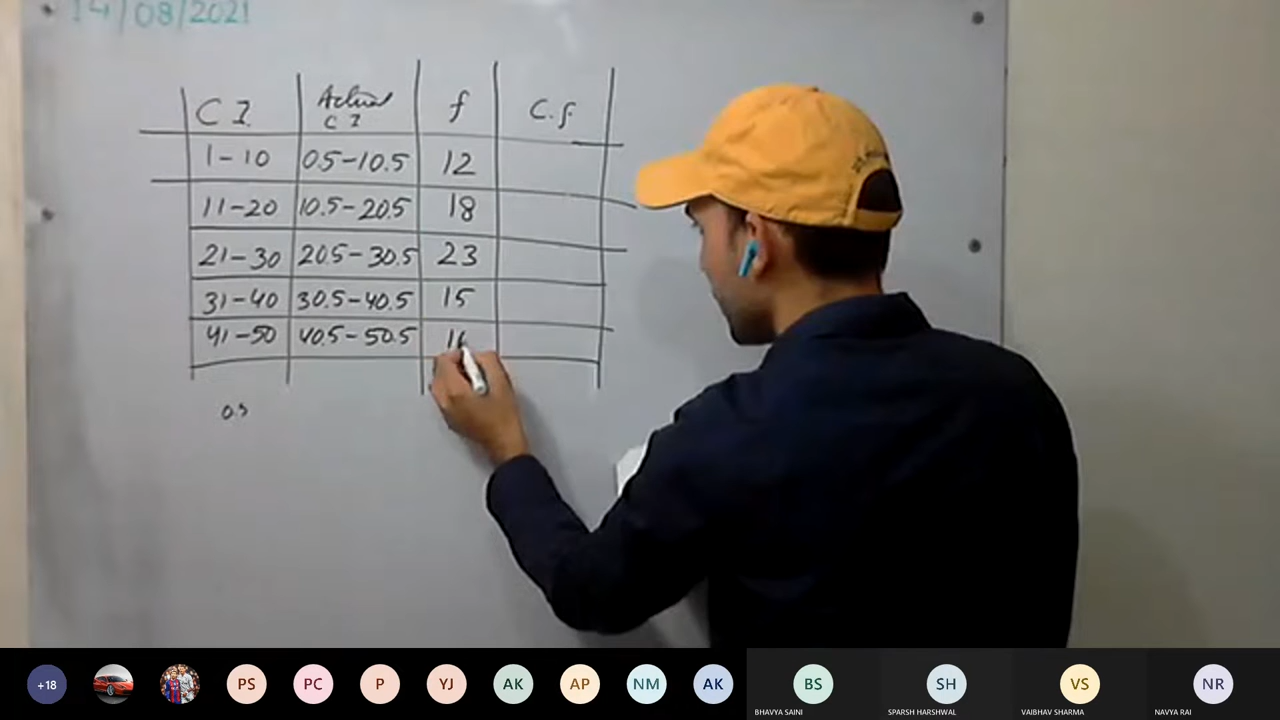 14/08/2021
C I. Actual C I f C.f
1-10 0.5-10.5 12
11-20 10.5-20.5 18
21-30 20.5-30.5 23
31-40 30.5-40.5 15
41-50 40.5-50.5
0.5
+18 PS PC P YJ AK AP NM AK BS SH VS NR
BHAVYA SAINI SPARSH HARSHWAL VAIBHAV SHARMA NAVYA RAI